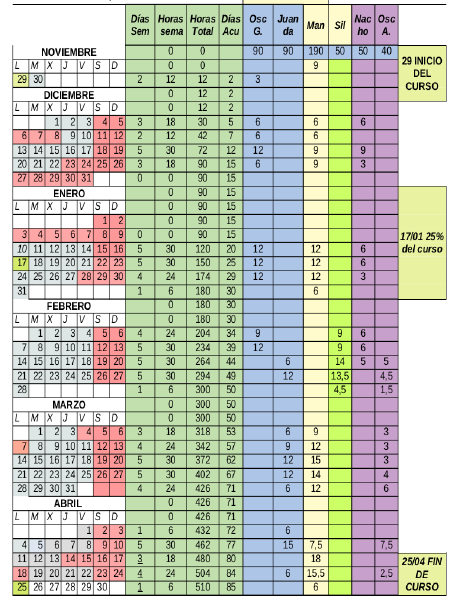 Días Sem Horas sema Horas Total Días Acu Osc G. Juan da Man Sil Nac ho Osc A.
NOVIEMBRE 0 0 90 90 190 50 50 40
L M X J V S D 0 0 9
29 30 2 12 12 2 3
DICIEMBRE 0 12 2
L M X J V S D 0 12 2
1 2 3 4 5 3 18 30 5 6 6 6
6 7 8 9 10 11 12 2 12 42 7 6 6
13 14 15 16 17 18 19 5 30 72 12 12 9 9
20 21 22 23 24 25 26 3 18 90 15 6 9 3
27 28 29 30 31 0 0 90 15
ENERO 0 90 15
L M X J V S D 0 90 15
1 2 0 90 15
3 4 5 6 7 8 9 0 0 90 15
10 11 12 13 14 15 16 5 30 120 20 12 12 6
17 18 19 20 21 22 23 5 30 150 25 12 12 6
24 25 26 27 28 29 30 4 24 174 29 12 12 3
31 1 6 180 30 6
FEBRERO 0 180 30
L M X J V S D 0 180 30
1 2 3 4 5 6 4 24 204 34 9 9 6
7 8 9 10 11 12 13 5 30 234 39 12 9 6
14 15 16 17 18 19 20 5 30 264 44 6 14 5 5
21 22 23 24 25 26 27 5 30 294 49 12 13,5 4,5
28 1 6 300 50 4,5 1,5
MARZO 0 300 50
L M X J V S D 0 300 50
1 2 3 4 5 6 3 18 318 53 6 9 3
7 8 9 10 11 12 13 4 24 342 57 9 12 3
14 15 16 17 18 19 20 5 30 372 62 12 15 3
21 22 23 24 25 26 27 5 30 402 67 12 14 4
28 29 30 31 4 24 426 71 6 12 6
ABRIL 0 426 71
L M X J V S D 0 426 71
1 2 3 1 6 432 72 6
4 5 6 7 8 9 10 5 30 462 77 15 7,5 7,5
11 12 13 14 15 16 17 3 18 480 80 18
18 19 20 21 22 23 24 4 24 504 84 6 15,5 2,5
25 26 27 28 29 30 1 6 510 85
29 INICIO
DEL
CURSO
17/01 25%
del curso
25/04 FIN
DE
CURSO